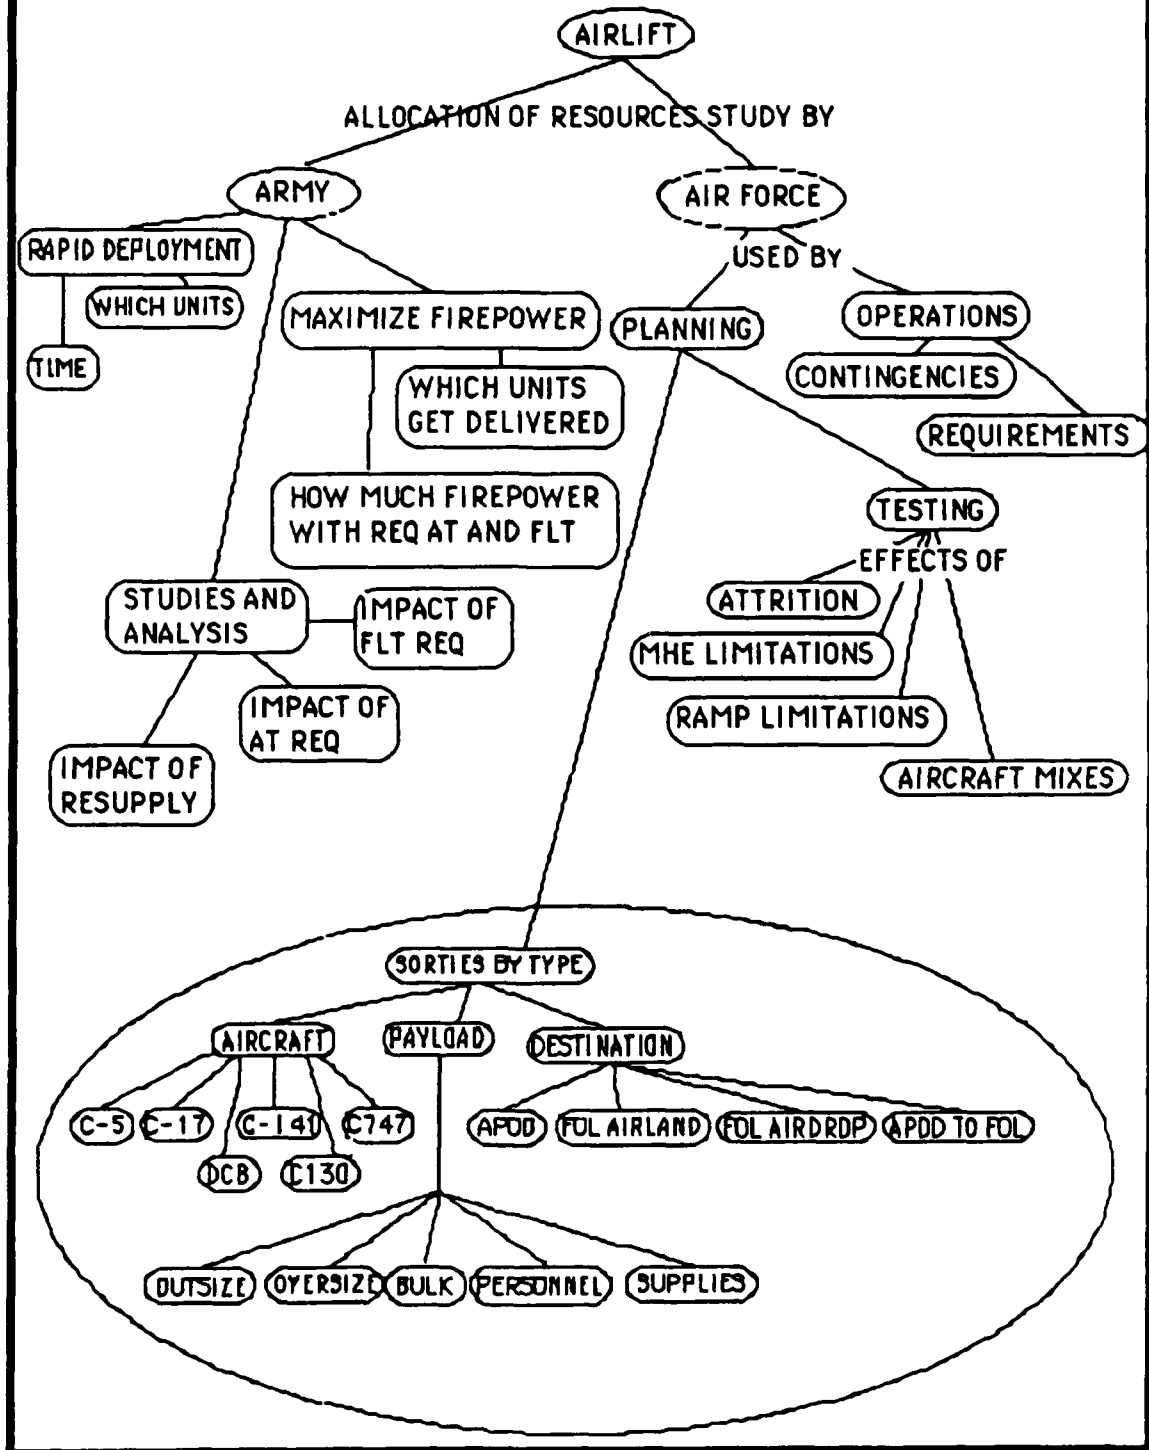 AIRLIFT
ALLOCATION OF RESOURCES STUDY BY
ARMY
AIR FORCE
RAPID DEPLOYMENT
USED BY
WHICH UNITS
MAXIMIZE FIREPOWER
PLANNING
OPERATIONS
TIME
WHICH UNITS
GET DELIVERED
CONTINGENCIES
REQUIREMENTS
HOW MUCH FIREPOWER
WITH REQ AT AND FLT
TESTING
EFFECTS OF
STUDIES AND
ANALYSIS
IMPACT OF
FLT REQ
ATTRITION
MHE LIMITATIONS
IMPACT OF
AT REQ
RAMP LIMITATIONS
IMPACT OF
RESUPPLY
AIRCRAFT MIXES
SORTIES BY TYPE
AIRCRAFT
PAYLOAD
DESTINATION
C-5
C-17
C-141
C747
APOD
FOL AIRLAND
FOL AIRDROP
APOD TO FOL
DC8
C130
OUTSIZE
OVERSIZE
BULK
PERSONNEL
SUPPLIES